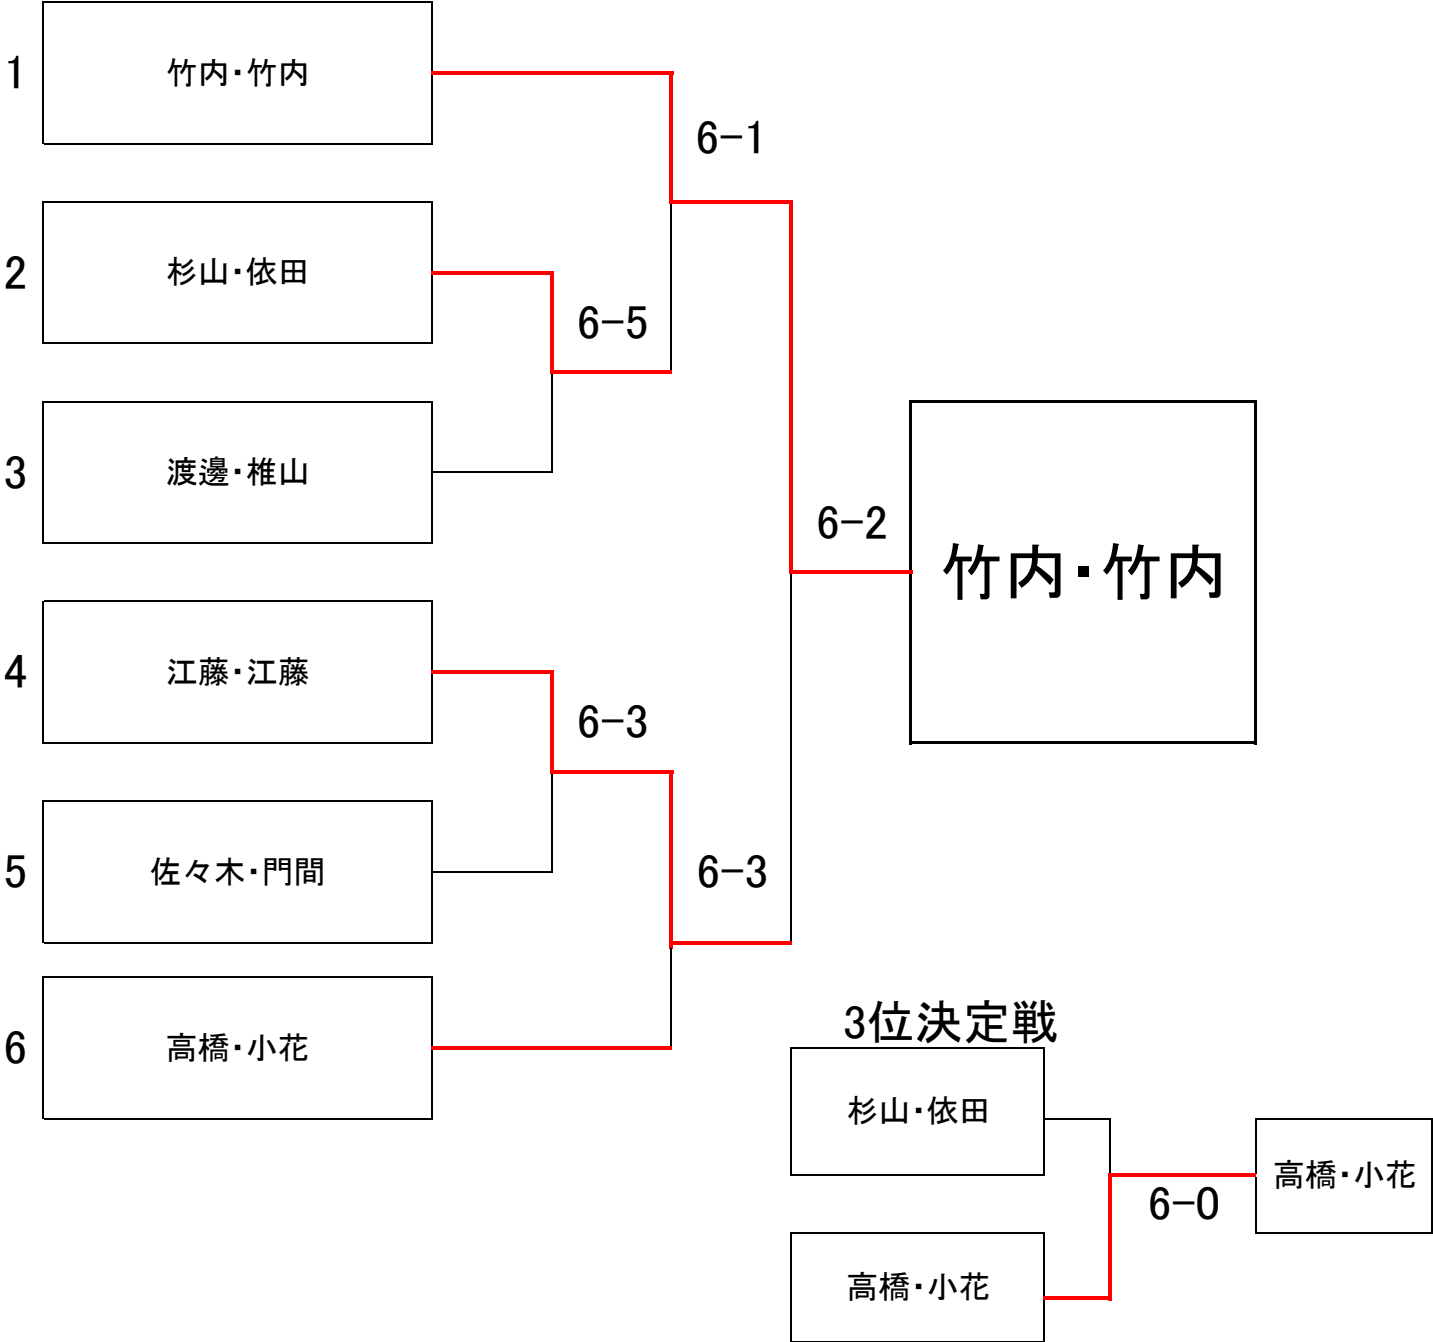 1
竹内・竹内
6-1
2
杉山・依田
6-5
3
渡邊・椎山
6-2
竹内・竹内
4
江藤・江藤
6-3
5
佐々木・門間
6-3
6
高橋・小花
3位決定戦
杉山・依田
高橋・小花
6-0
高橋・小花